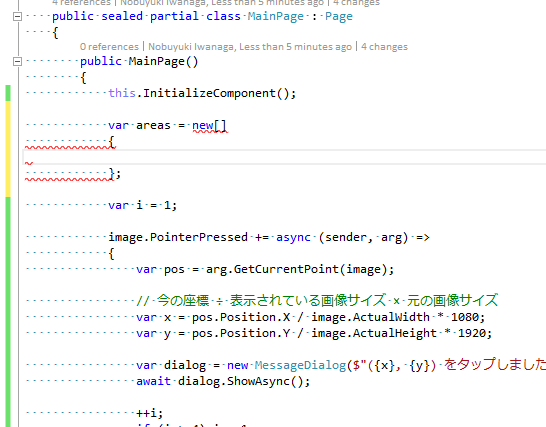 4 references | Nobuyuki Iwanaga, Less than 5 minutes ago | 4 changes
public sealed partial class MainPage : Page
{
0 references | Nobuyuki Iwanaga, Less than 5 minutes ago | 4 changes
public MainPage()
{
this.InitializeComponent();
var areas = new[]
{
};
var i = 1;
image.PointerPressed += async (sender, arg) =>
{
var pos = arg.GetCurrentPoint(image);
// 今の座標 ÷ 表示されている画像サイズ x 元の画像サイズ
var x = pos.Position.X / image.ActualWidth * 1080;
var y = pos.Position.Y / image.ActualHeight * 1920;
var dialog = new MessageDialog($"({x}, {y}) をタップしました
await dialog.ShowAsync();
++i;